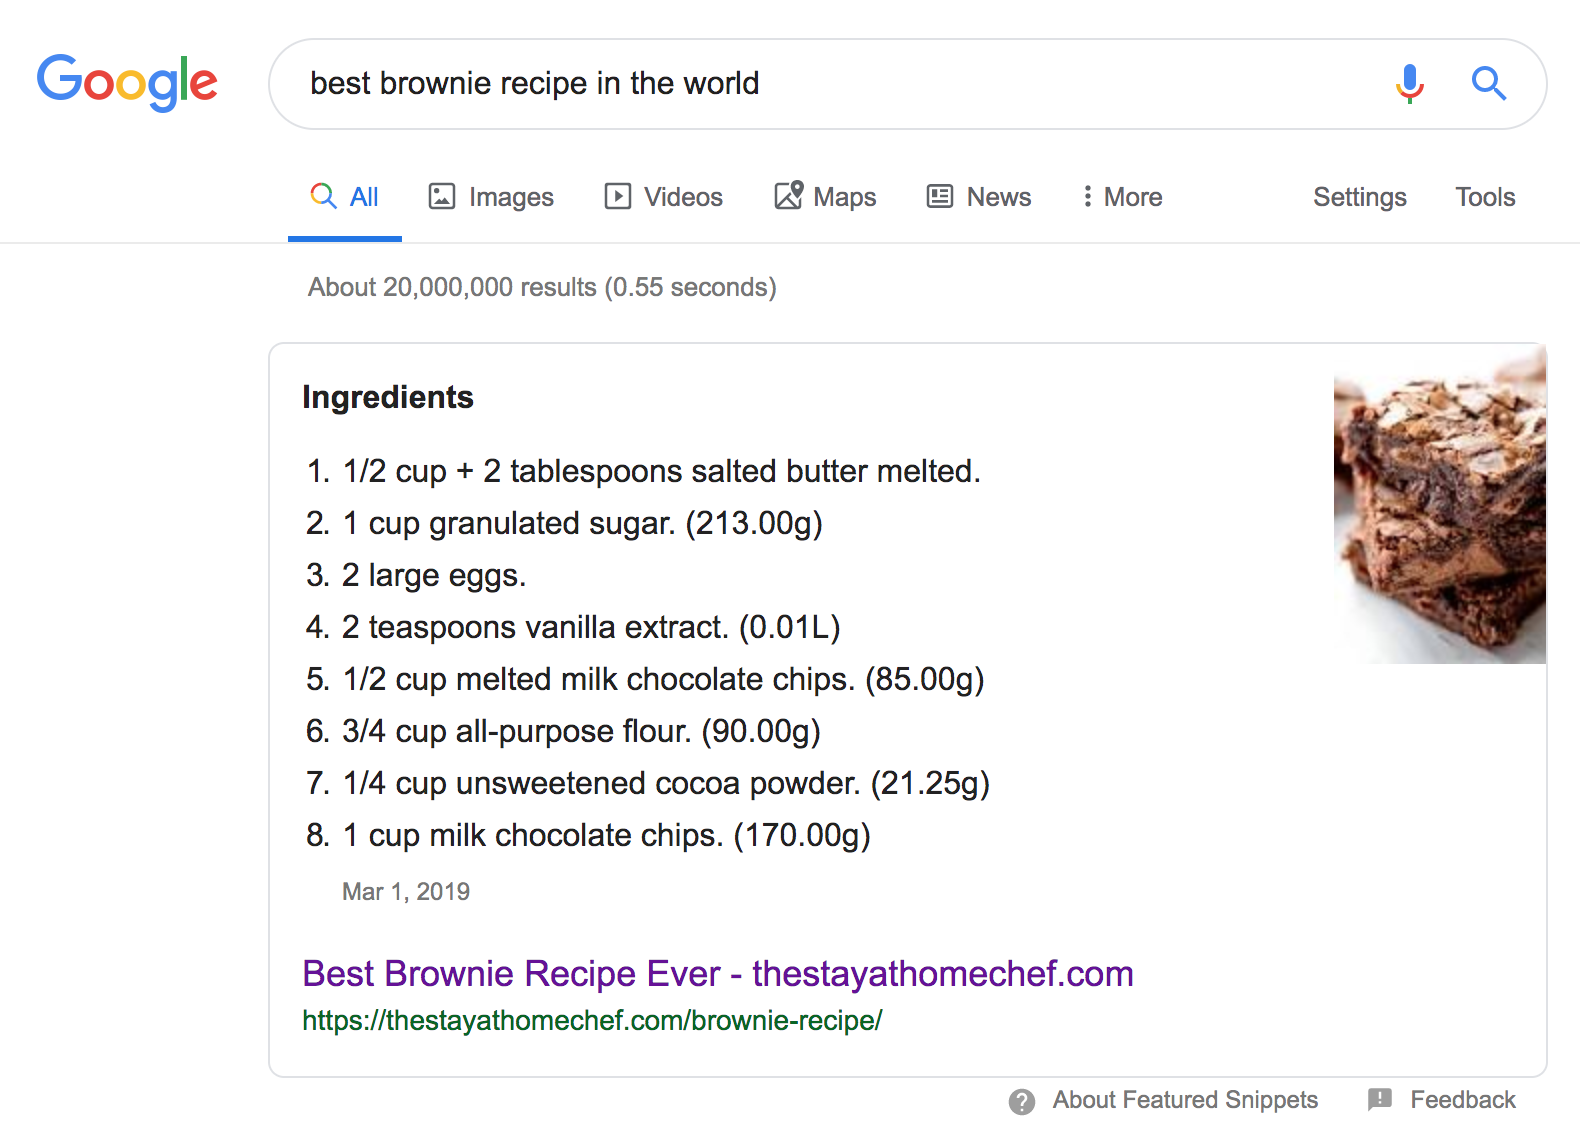 Google
best brownie recipe in the world
All Images Videos Maps News More Settings Tools
About 20,000,000 results (0.55 seconds)
Ingredients
1. 1/2 cup + 2 tablespoons salted butter melted.
2. 1 cup granulated sugar. (213.00g)
3. 2 large eggs.
4. 2 teaspoons vanilla extract. (0.01L)
5. 1/2 cup melted milk chocolate chips. (85.00g)
6. 3/4 cup all-purpose flour. (90.00g)
7. 1/4 cup unsweetened cocoa powder. (21.25g)
8. 1 cup milk chocolate chips. (170.00g)
Mar 1, 2019
Best Brownie Recipe Ever - thestayathomechef.com
https://thestayathomechef.com/brownie-recipe/
About Featured Snippets Feedback